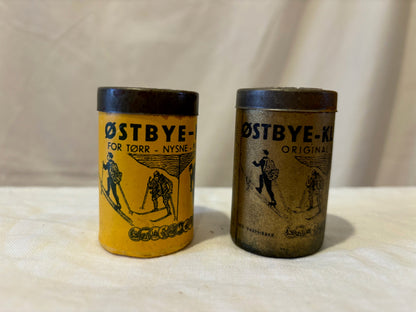 ØSTBYE-
FOR TØRR - NYSNE -
ØSTBYE-KL
ORIGINAL